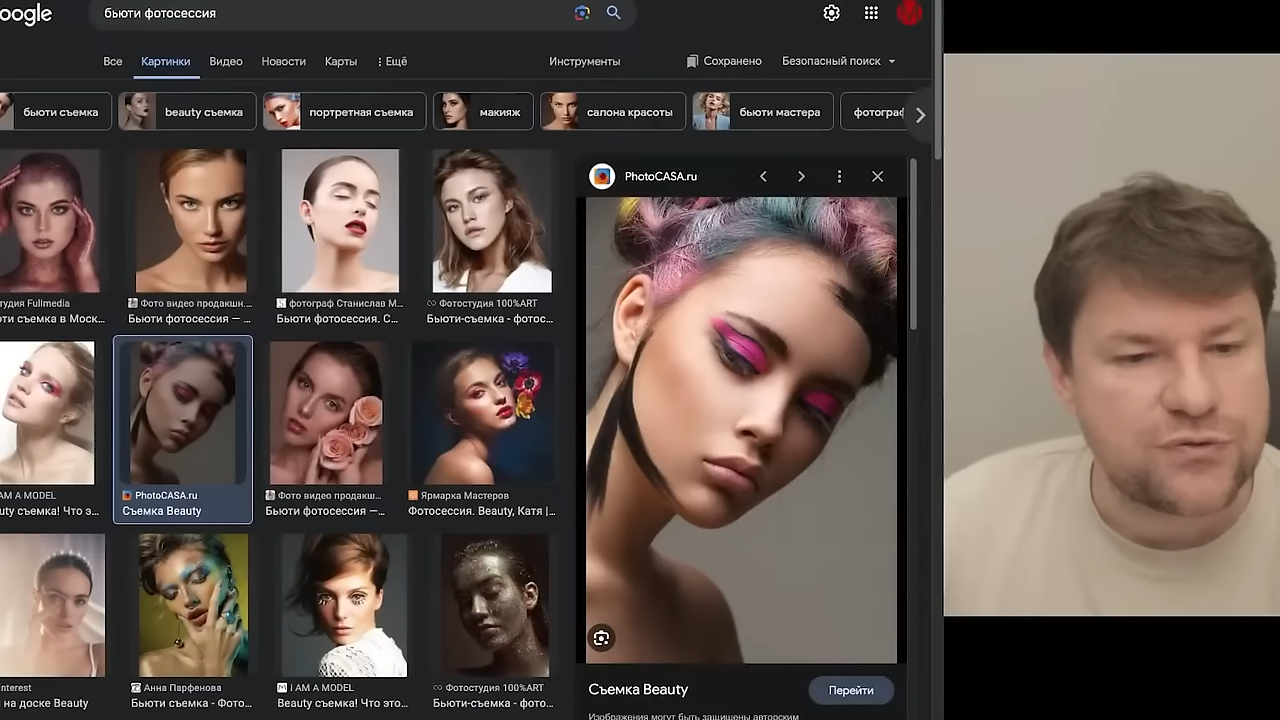 oogle
бьюти фотосессия
Все Картинки Видео Новости Карты Ещё Инструменты Сохранено Безопасный поиск
бьюти съемка beauty съемка портретная съемка макияж салона красоты бьюти мастера фотограф
PhotoCASA.ru
тудия Fullmedia Фото видео продакшн... фотограф Станислав М... Фотостудия 100%ART
ти съемка в Моск... Бьюти фотосессия — ... Бьюти фотосессия. С... Бьюти-съемка - фотос...
AM A MODEL PhotoCASA.ru Фото видео продакш... Ярмарка Мастеров
uty съемка! Что э... Съемка Beauty Бьюти фотосессия —... Фотосессия. Beauty, Катя |...
nterest Анна Парфенова I AM A MODEL Фотостудия 100%ART
на доске Beauty Бьюти съемка - Фото... Beauty съемка! Что это... Бьюти-съемка - фото...
Съемка Beauty Перейти
Изображения могут быть защищены авторским